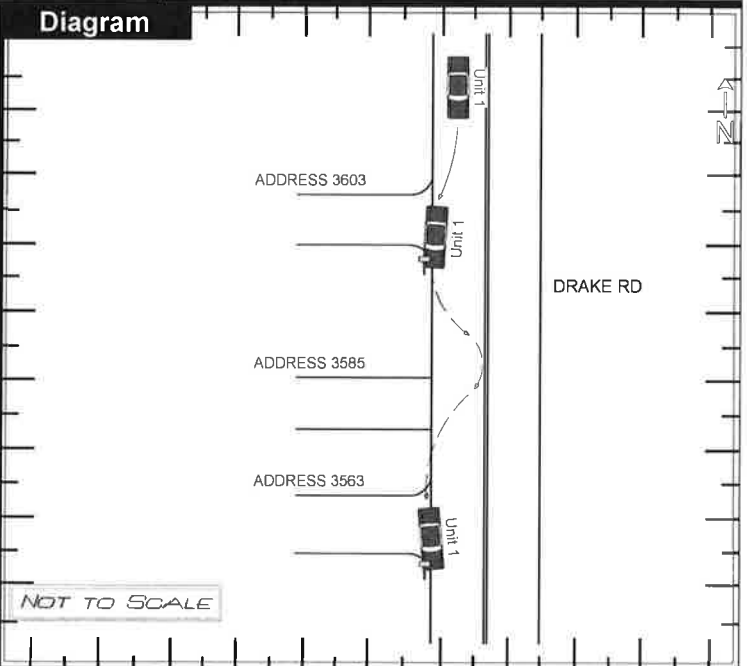 Diagram
Unit 1
N
ADDRESS 3603
Unit 1
DRAKE RD
ADDRESS 3585
ADDRESS 3563
Unit 1
NOT TO SCALE